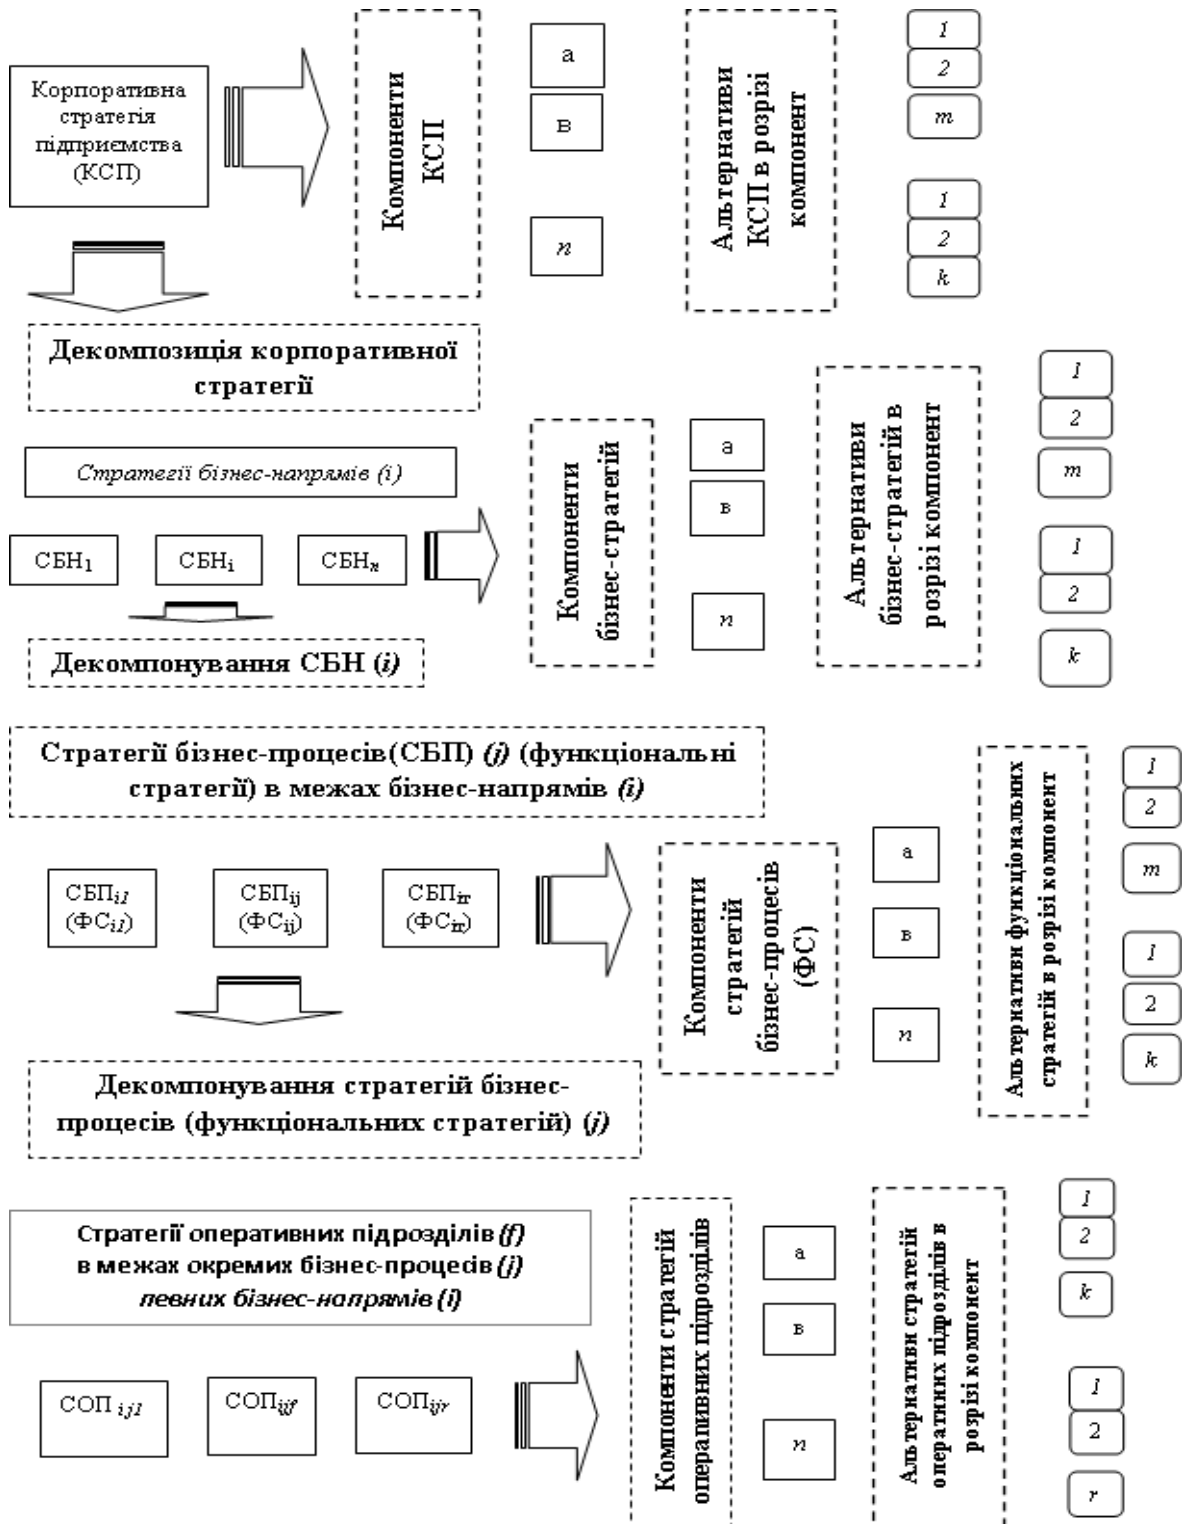 Корпоративна
стратегія
підприємства
(КСП)
Компоненти
КСП
а
в
n
Альтернативи
КСП в розрізі
компонент
1
2
m
1
2
k
Декомпозиція корпоративної
стратегії
Стратегії бізнес-напрямів (i)
СБН1
СБНi
СБНn
Компоненти
бізнес-стратегій
а
в
n
Альтернативи
бізнес-стратегій в
розрізі компонент
1
2
m
1
2
k
Декомпонування СБН (i)
Стратегії бізнес-процесів(СБП) (j) (функціональні
стратегії) в межах бізнес-напрямів (i)
СБПi1
(ФСi1)
СБПij
(ФСij)
СБПir
(ФСir)
Компоненти
стратегій
бізнес-процесів
(ФС)
а
в
n
Альтернативи функціональних
стратегій в розрізі компонент
1
2
m
1
2
k
Декомпонування стратегій бізнес-
процесів (функціональних стратегій) (j)
Стратегії оперативних підрозділів (f)
в межах окремих бізнес-процесів (j)
певних бізнес-напрямів (i)
СОП ij1
СОПijf
СОПijr
Компоненти стратегій
операпивних підрозділів
а
в
n
Альтернативи стратегій
оператинних підрозділів в
розрізі компонент
1
2
k
1
2
r